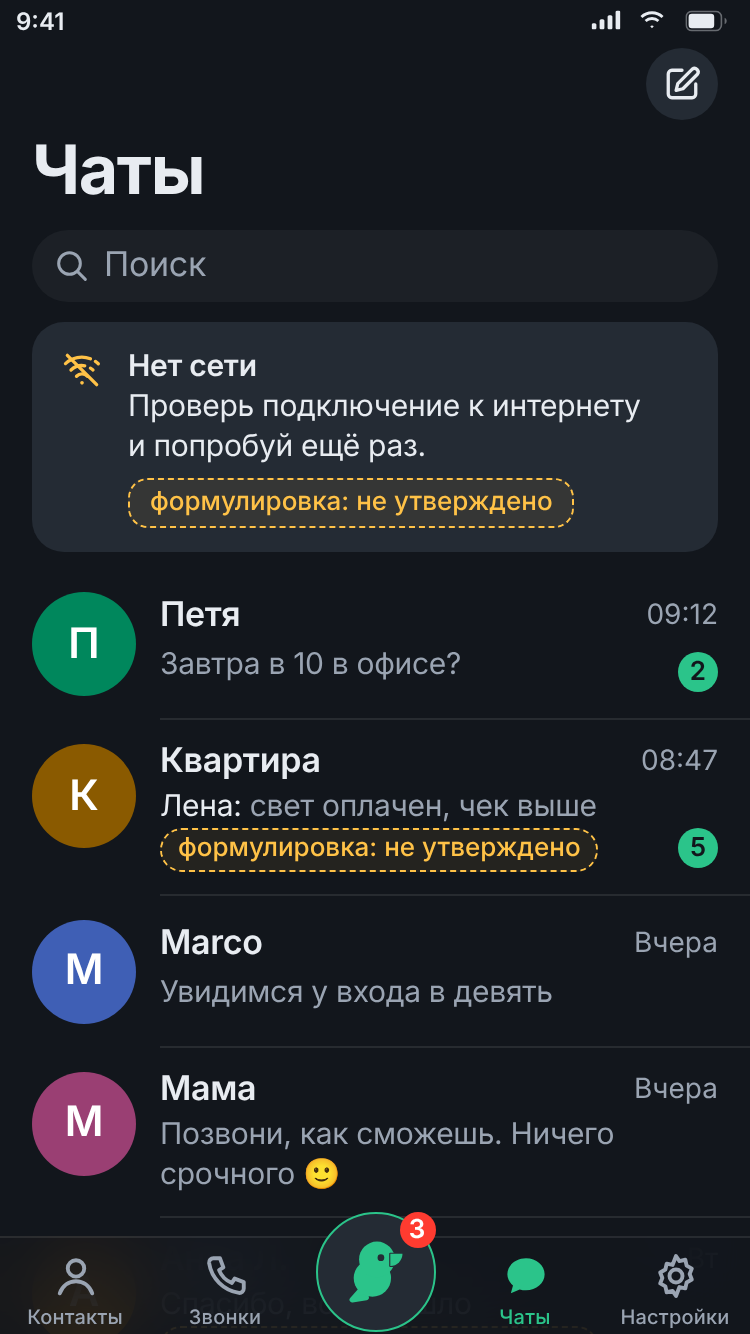 9:41
Чаты
Поиск
Нет сети
Проверь подключение к интернету
и попробуй ещё раз.
формулировка: не утверждено
П
Петя
09:12
Завтра в 10 в офисе?
2
К
Квартира
08:47
Лена: свет оплачен, чек выше
формулировка: не утверждено
5
M
Marco
Вчера
Увидимся у входа в девять
М
Мама
Вчера
Позвони, как сможешь. Ничего
срочного 🙂
3
Спасибо,
Контакты
Звонки
Чаты
Настройки